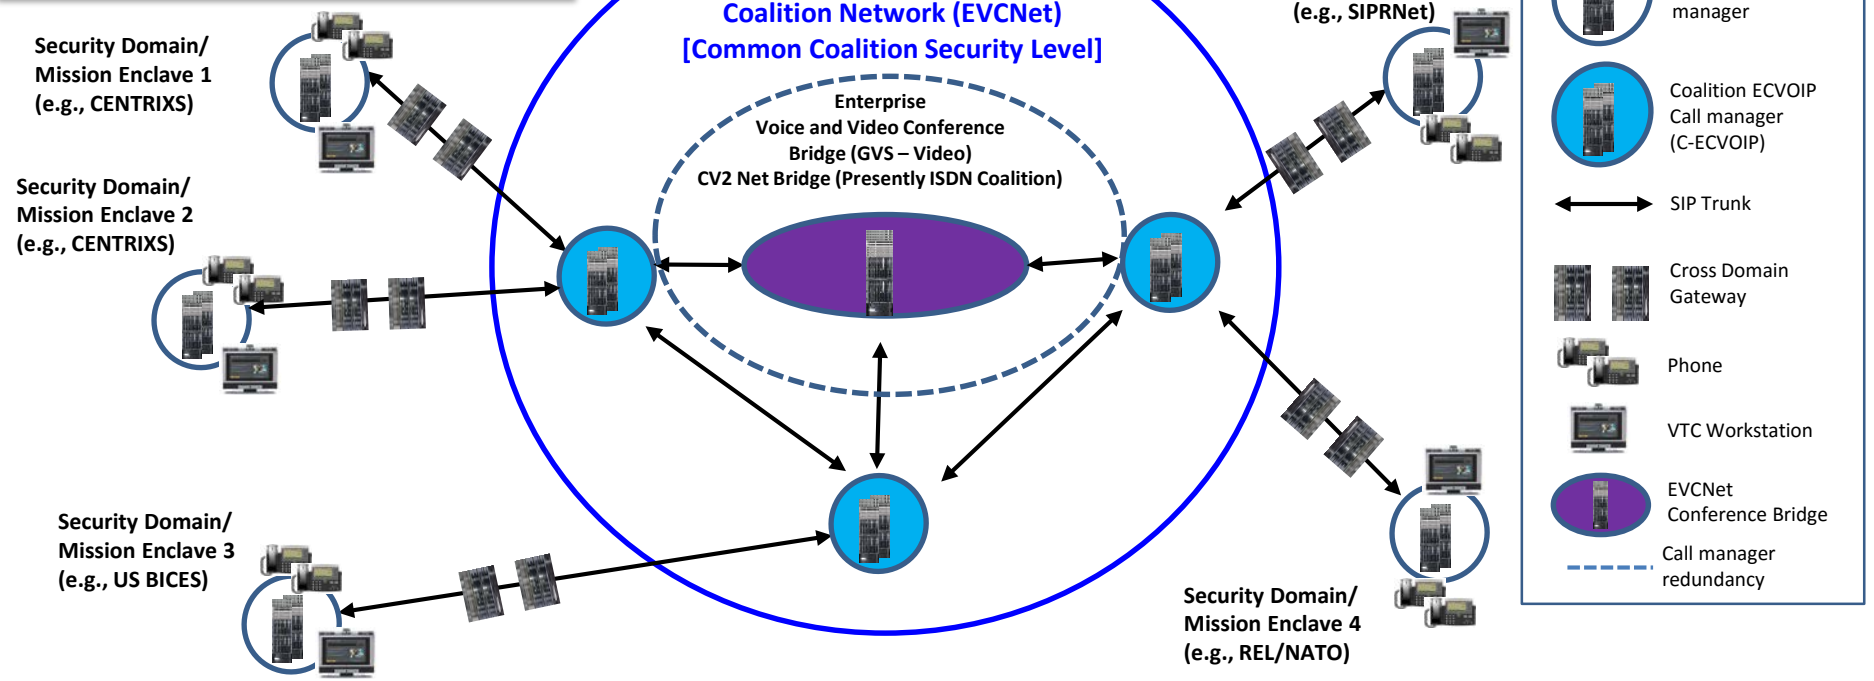 Coalition Network (EVCNet)
[Common Coalition Security Level]
(e.g., SIPRNet)
Security Domain/
Mission Enclave 1
(e.g., CENTRIXS)
Enterprise
Voice and Video Conference
Bridge (GVS – Video)
CV2 Net Bridge (Presently ISDN Coalition)
Security Domain/
Mission Enclave 2
(e.g., CENTRIXS)
Security Domain/
Mission Enclave 3
(e.g., US BICES)
Security Domain/
Mission Enclave 4
(e.g., REL/NATO)
manager
Coalition ECVOIP
Call manager
(C-ECVOIP)
SIP Trunk
Cross Domain
Gateway
Phone
VTC Workstation
EVCNet
Conference Bridge
Call manager
redundancy